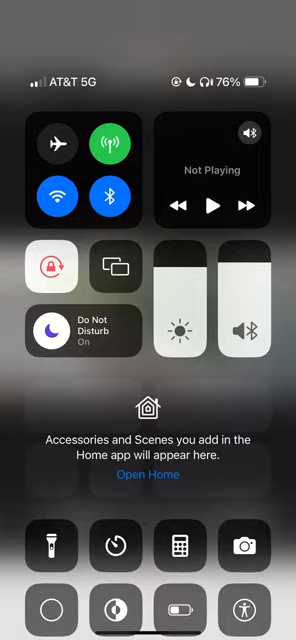 AT&T 5G 76%
Not Playing
Do Not
Disturb
On
Accessories and Scenes you add in the
Home app will appear here.
Open Home